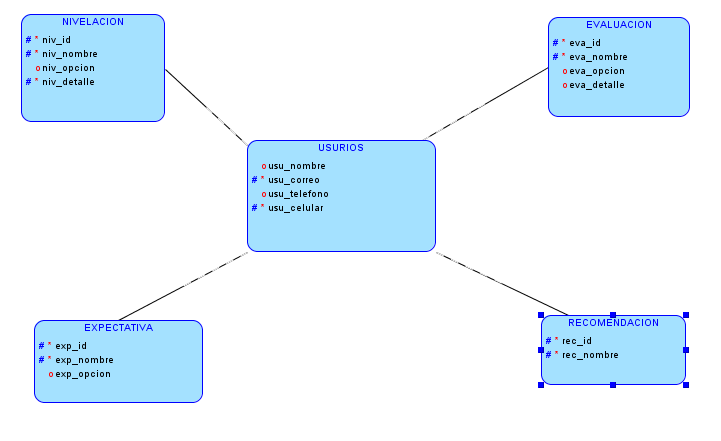 NIVELACION
# * niv_id
# * niv_nombre
o niv_opcion
# * niv_detalle
EVALUACION
# * eva_id
# * eva_nombre
o eva_opcion
o eva_detalle
USURIOS
o usu_nombre
# * usu_correo
o usu_telefono
# * usu_celular
EXPECTATIVA
# * exp_id
# * exp_nombre
o exp_opcion
RECOMENDACION
# * rec_id
# * rec_nombre